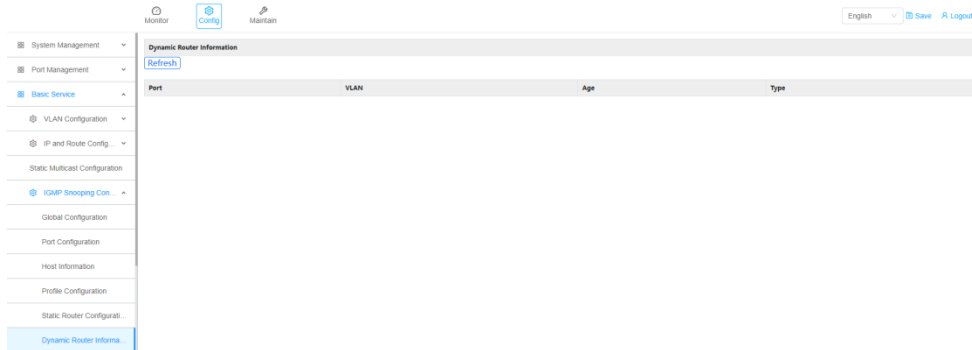 Monitor Config Maintain English Save Logout
System Management
Port Management
Basic Service
VLAN Configuration
IP and Route Config...
Static Multicast Configuration
IGMP Snooping Con...
Global Configuration
Port Configuration
Host Information
Profile Configuration
Static Router Configurati...
Dynamic Router Informa...
Dynamic Router Information
Refresh
Port VLAN Age Type